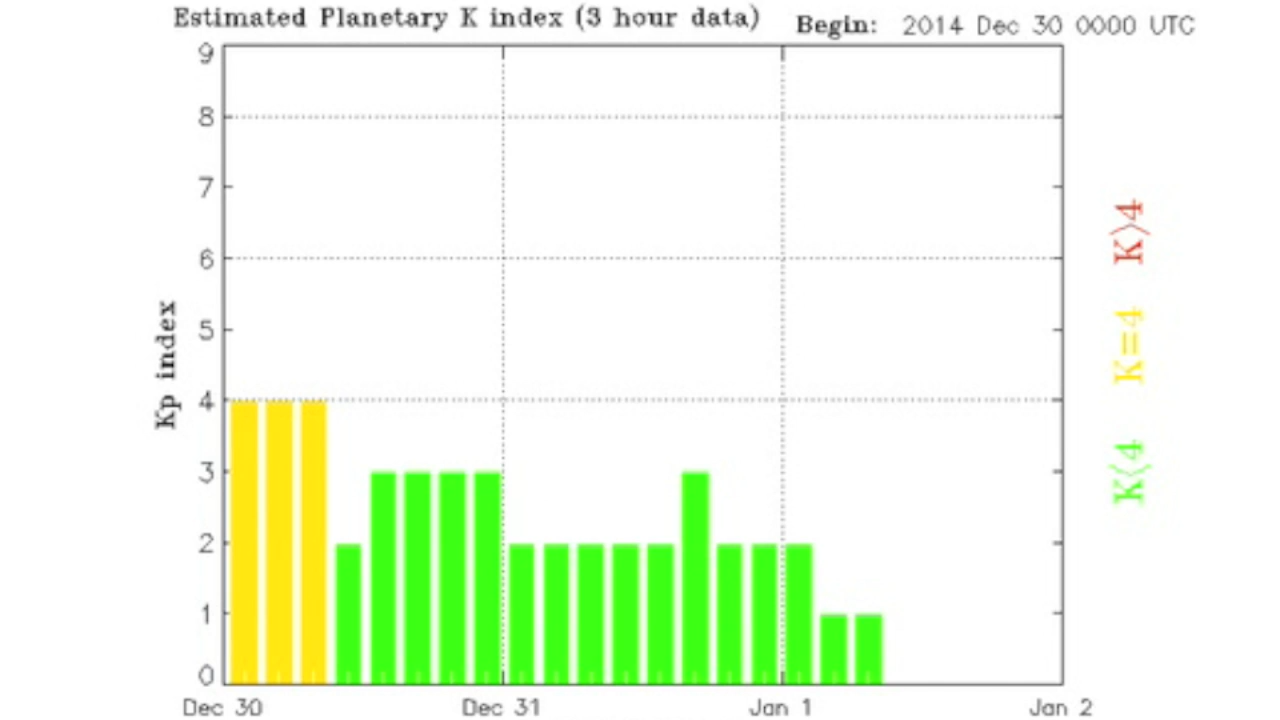 Estimated Planetary K index (3 hour data) Begin: 2014 Dec 30 0000 UTC
9
8
7
6
5
4
3
2
1
0
Kp index
Dec 30 Dec 31 Jan 1 Jan 2
K>4
K=4
K<4